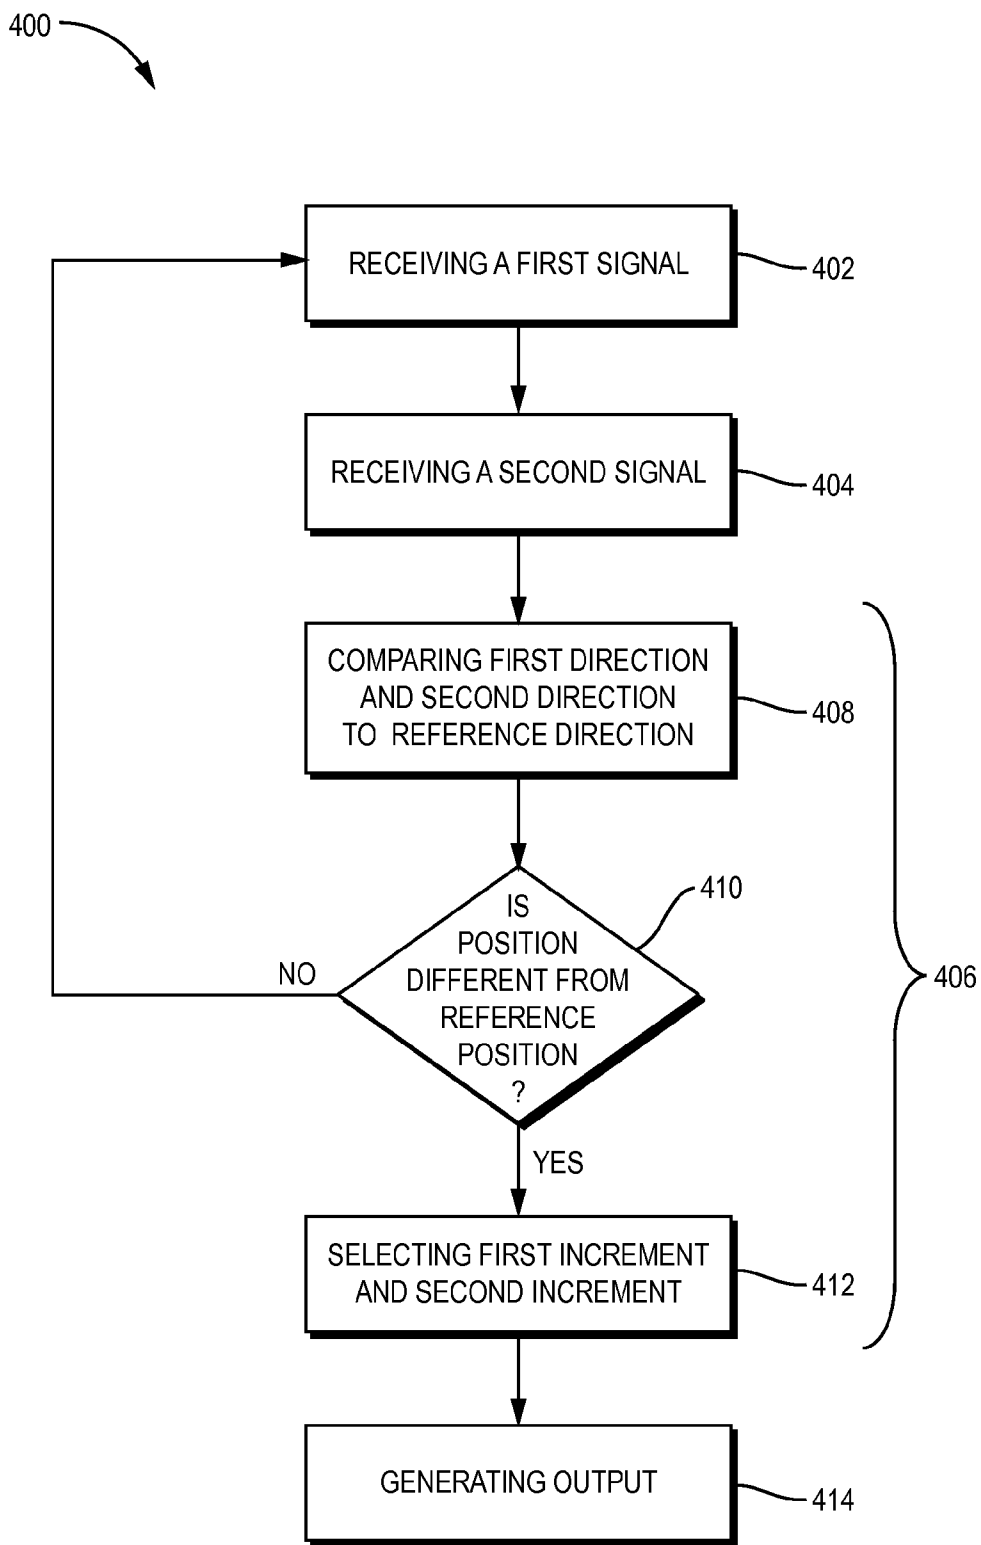 400
RECEIVING A FIRST SIGNAL
402
RECEIVING A SECOND SIGNAL
404
COMPARING FIRST DIRECTION
AND SECOND DIRECTION
TO REFERENCE DIRECTION
408
IS
POSITION
DIFFERENT FROM
REFERENCE
POSITION
?
410
NO
406
YES
SELECTING FIRST INCREMENT
AND SECOND INCREMENT
412
GENERATING OUTPUT
414